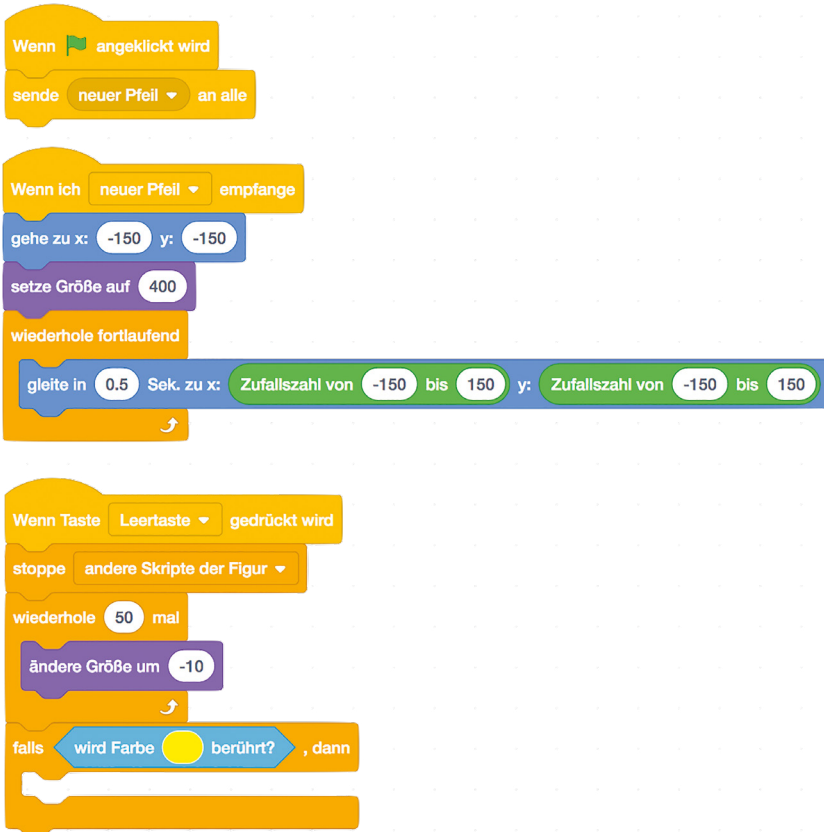 Wenn angeklickt wird
sende neuer Pfeil an alle
Wenn ich neuer Pfeil empfange
gehe zu x: -150 y: -150
setze Größe auf 400
wiederhole fortlaufend
gleite in 0.5 Sek. zu x: Zufallszahl von -150 bis 150 y: Zufallszahl von -150 bis 150
Wenn Taste Leertaste gedrückt wird
stoppe andere Skripte der Figur
wiederhole 50 mal
ändere Größe um -10
falls wird Farbe berührt? , dann